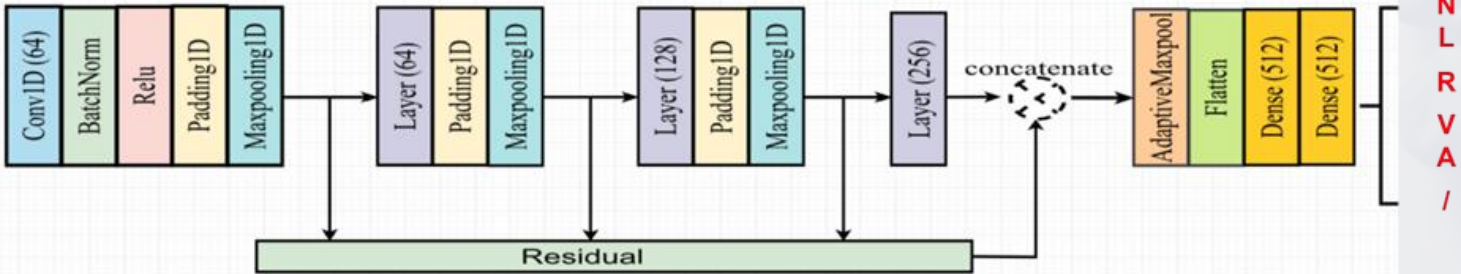 Conv1D (64)
BatchNorm
Relu
Padding1D
Maxpooling1D
Layer (64)
Padding1D
Maxpooling1D
Layer (128)
Padding1D
Maxpooling1D
Layer (256)
concatenate
AdaptiveMaxpool
Flatten
Dense (512)
Dense (512)
Residual
N
L
R
V
A
/